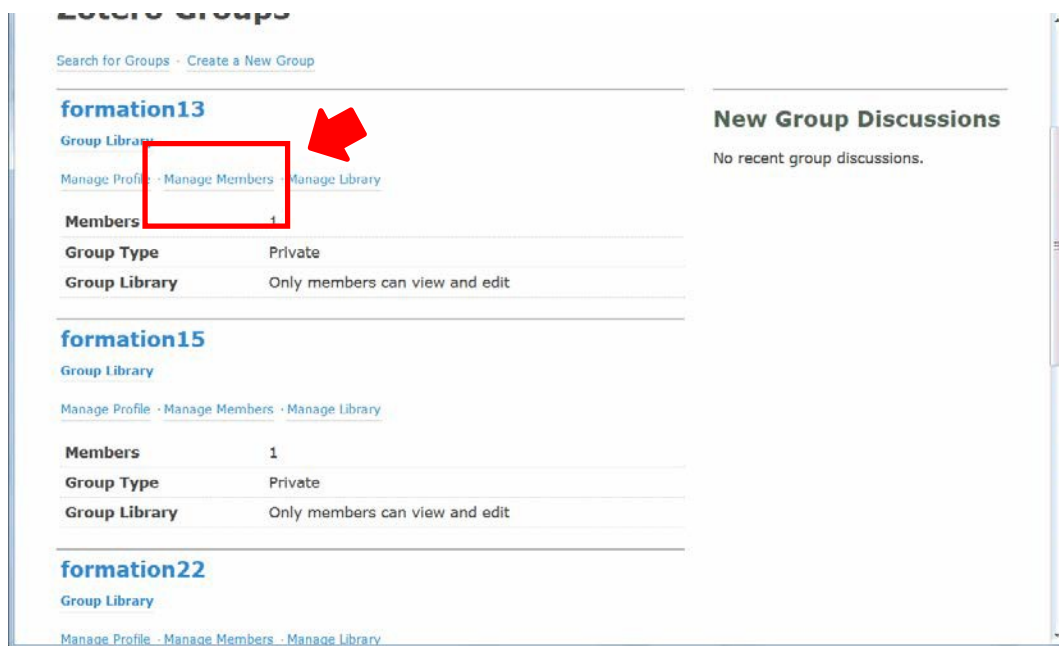 Zotero Groups
Search for Groups · Create a New Group
formation13
Group Library
Manage Profile · Manage Members · Manage Library
Members 1
Group Type Private
Group Library Only members can view and edit
formation15
Group Library
Manage Profile · Manage Members · Manage Library
Members 1
Group Type Private
Group Library Only members can view and edit
formation22
Group Library
Manage Profile · Manage Members · Manage Library
New Group Discussions
No recent group discussions.